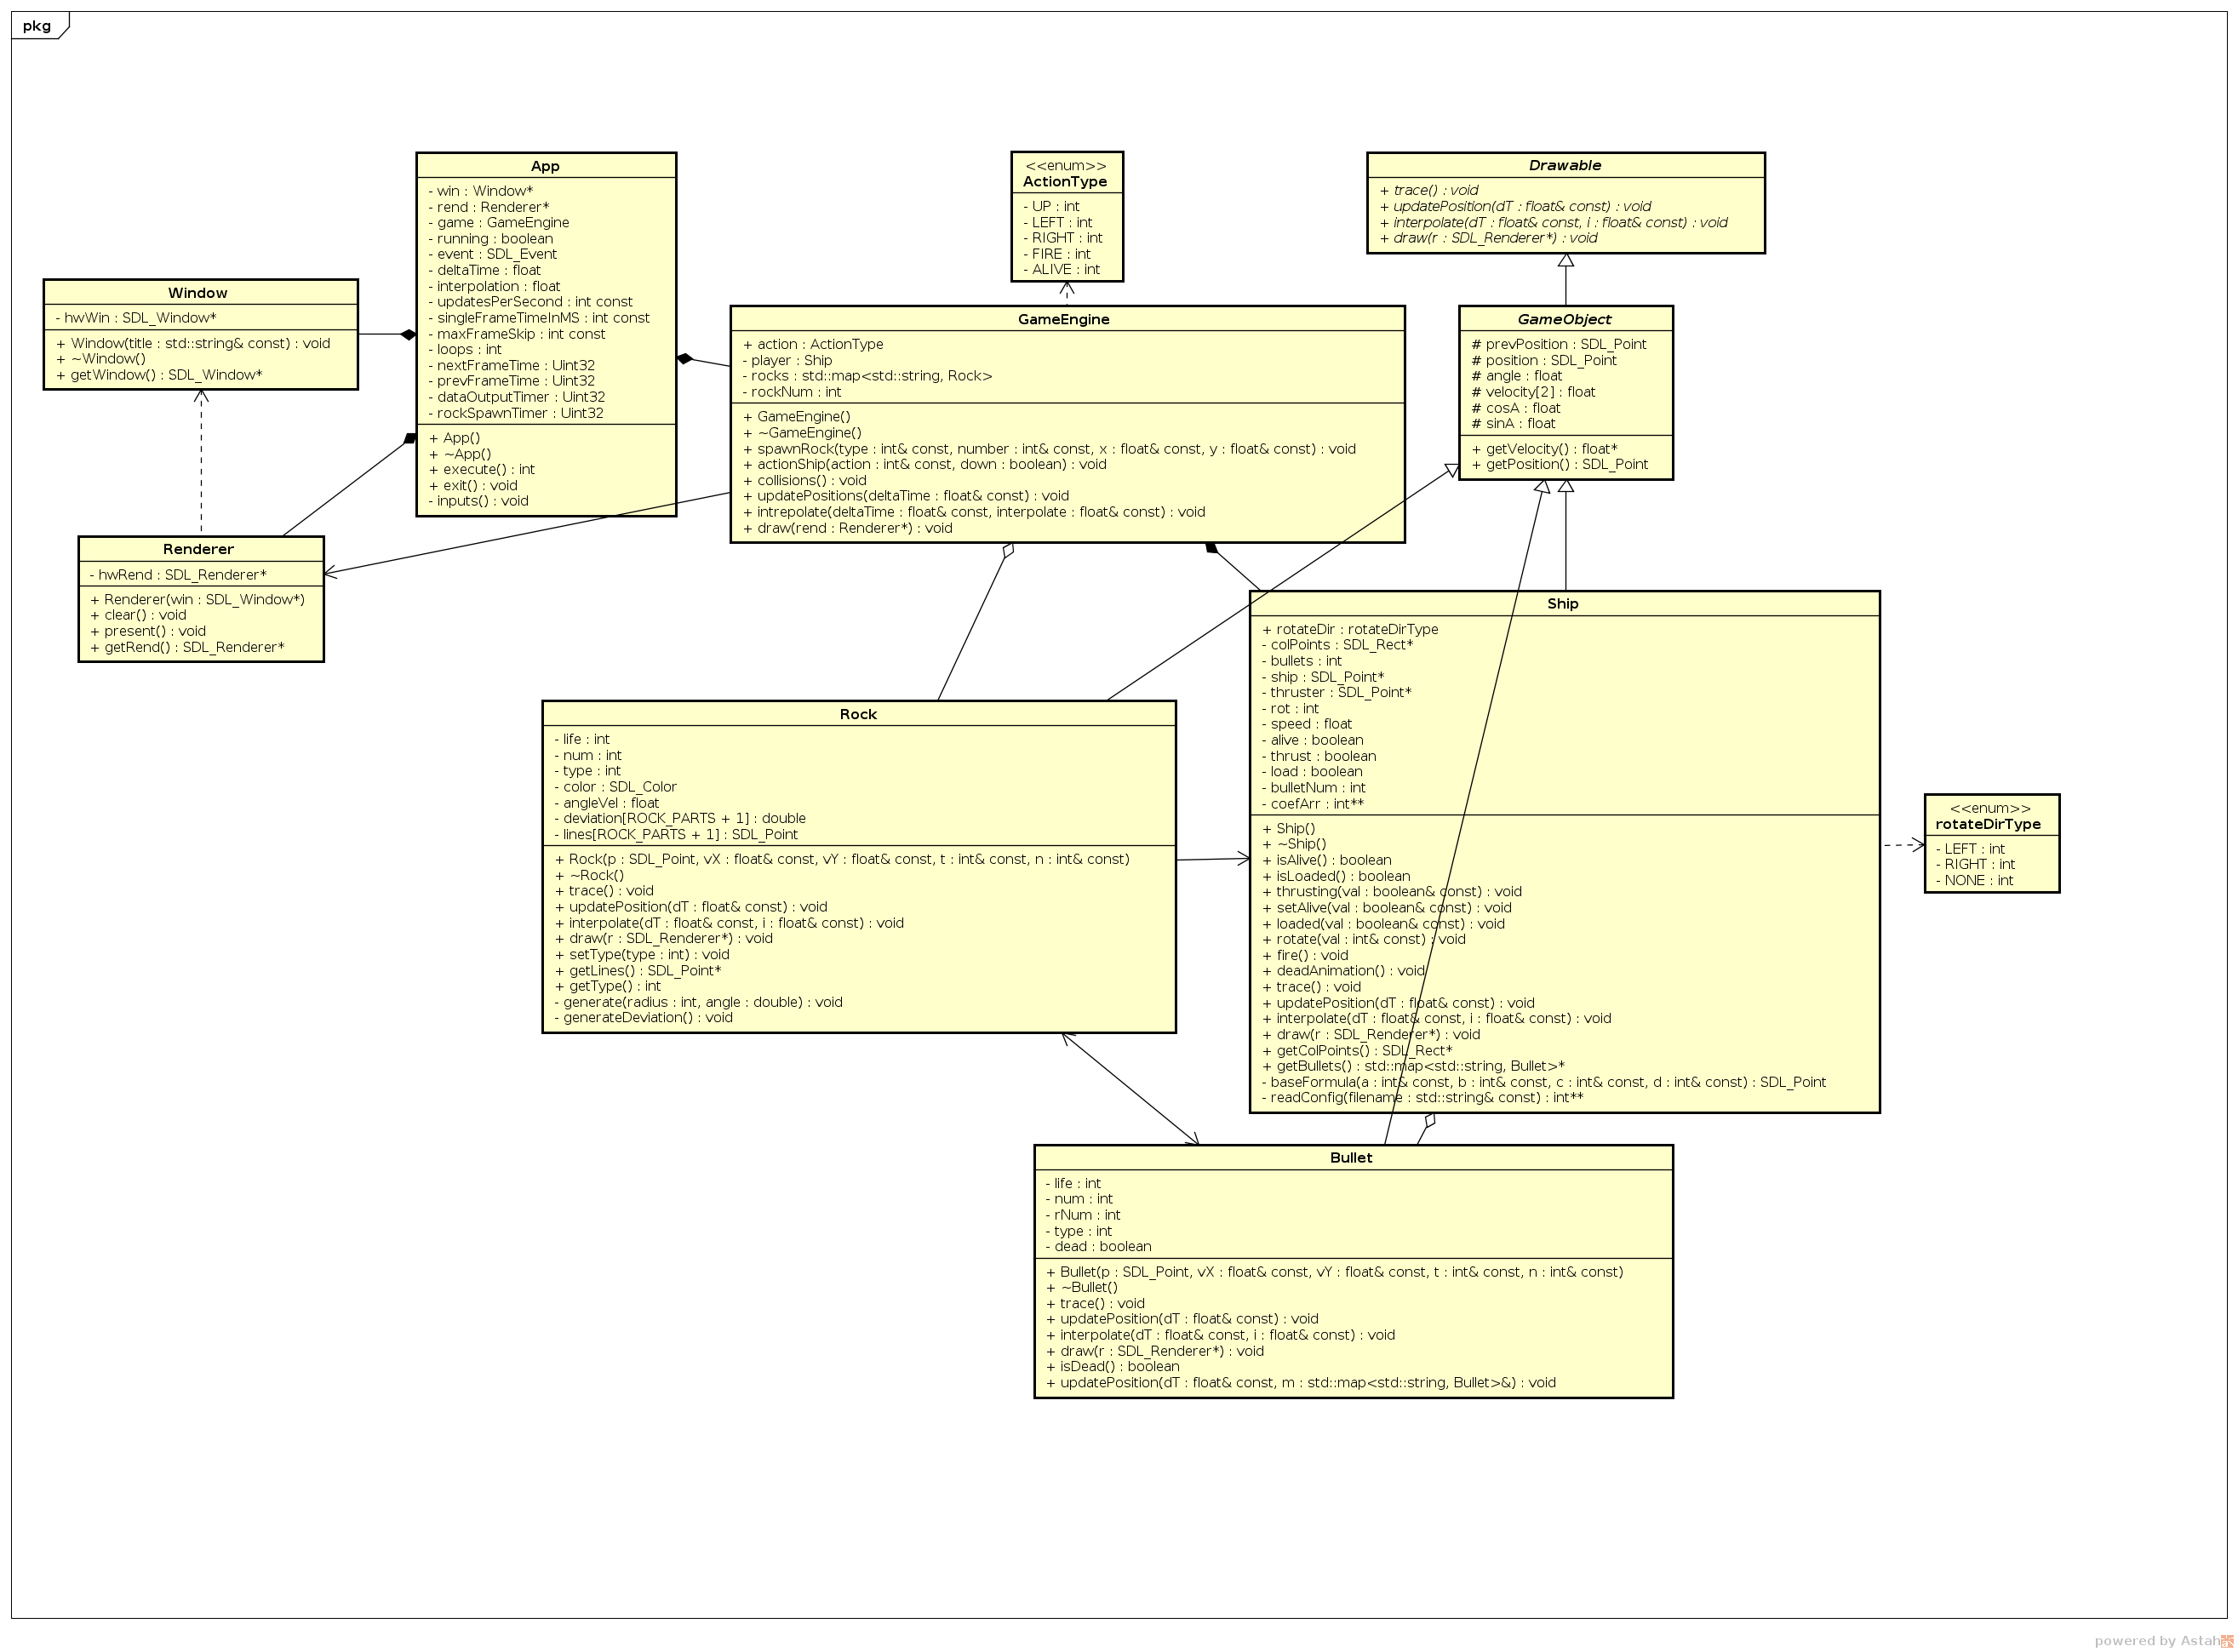 pkg
App
- win : Window*
- rend : Renderer*
- game : GameEngine
- running : boolean
- event : SDL_Event
- deltaTime : float
- interpolation : float
- updatesPerSecond : int const
- singleFrameTimeInMS : int const
- maxFrameSkip : int const
- loops : int
- nextFrameTime : Uint32
- prevFrameTime : Uint32
- dataOutputTimer : Uint32
- rockSpawnTimer : Uint32
+ App()
+ ~App()
+ execute() : int
+ exit() : void
- inputs() : void
<<enum>>
ActionType
- UP : int
- LEFT : int
- RIGHT : int
- FIRE : int
- ALIVE : int
Drawable
+ trace() : void
+ updatePosition(dT : float& const) : void
+ interpolate(dT : float& const, i : float& const) : void
+ draw(r : SDL_Renderer*) : void
Window
- hwWin : SDL_Window*
+ Window(title : std::string& const) : void
+ ~Window()
+ getWindow() : SDL_Window*
GameEngine
+ action : ActionType
- player : Ship
- rocks : std::map<std::string, Rock>
- rockNum : int
+ GameEngine()
+ ~GameEngine()
+ spawnRock(type : int& const, number : int& const, x : float& const, y : float& const) : void
+ actionShip(action : int& const, down : boolean) : void
+ collisions() : void
+ updatePositions(deltaTime : float& const) : void
+ intrepolate(deltaTime : float& const, interpolate : float& const) : void
+ draw(rend : Renderer*) : void
GameObject
# prevPosition : SDL_Point
# position : SDL_Point
# angle : float
# velocity[2] : float
# cosA : float
# sinA : float
+ getVelocity() : float*
+ getPosition() : SDL_Point
Renderer
- hwRend : SDL_Renderer*
+ Renderer(win : SDL_Window*)
+ clear() : void
+ present() : void
+ getRend() : SDL_Renderer*
Ship
+ rotateDir : rotateDirType
- colPoints : SDL_Rect*
- bullets : int
- ship : SDL_Point*
- thruster : SDL_Point*
- rot : int
- speed : float
- alive : boolean
- thrust : boolean
- load : boolean
- bulletNum : int
- coefArr : int**
+ Ship()
+ ~Ship()
+ isAlive() : boolean
+ isLoaded() : boolean
+ thrusting(val : boolean& const) : void
+ setAlive(val : boolean& const) : void
+ loaded(val : boolean& const) : void
+ rotate(val : int& const) : void
+ fire() : void
+ deadAnimation() : void
+ trace() : void
+ updatePosition(dT : float& const) : void
+ interpolate(dT : float& const, i : float& const) : void
+ draw(r : SDL_Renderer*) : void
+ getColPoints() : SDL_Rect*
+ getBullets() : std::map<std::string, Bullet>*
- baseFormula(a : int& const, b : int& const, c : int& const, d : int& const) : SDL_Point
- readConfig(filename : std::string& const) : int**
Rock
- life : int
- num : int
- type : int
- color : SDL_Color
- angleVel : float
- deviation[ROCK_PARTS + 1] : double
- lines[ROCK_PARTS + 1] : SDL_Point
+ Rock(p : SDL_Point, vX : float& const, vY : float& const, t : int& const, n : int& const)
+ ~Rock()
+ trace() : void
+ updatePosition(dT : float& const) : void
+ interpolate(dT : float& const, i : float& const) : void
+ draw(r : SDL_Renderer*) : void
+ setType(type : int) : void
+ getLines() : SDL_Point*
+ getType() : int
- generate(radius : int, angle : double) : void
- generateDeviation() : void
<<enum>>
rotateDirType
- LEFT : int
- RIGHT : int
- NONE : int
Bullet
- life : int
- num : int
- rNum : int
- type : int
- dead : boolean
+ Bullet(p : SDL_Point, vX : float& const, vY : float& const, t : int& const, n : int& const)
+ ~Bullet()
+ trace() : void
+ updatePosition(dT : float& const) : void
+ interpolate(dT : float& const, i : float& const) : void
+ draw(r : SDL_Renderer*) : void
+ isDead() : boolean
+ updatePosition(dT : float& const, m : std::map<std::string, Bullet>&) : void
powered by Astah